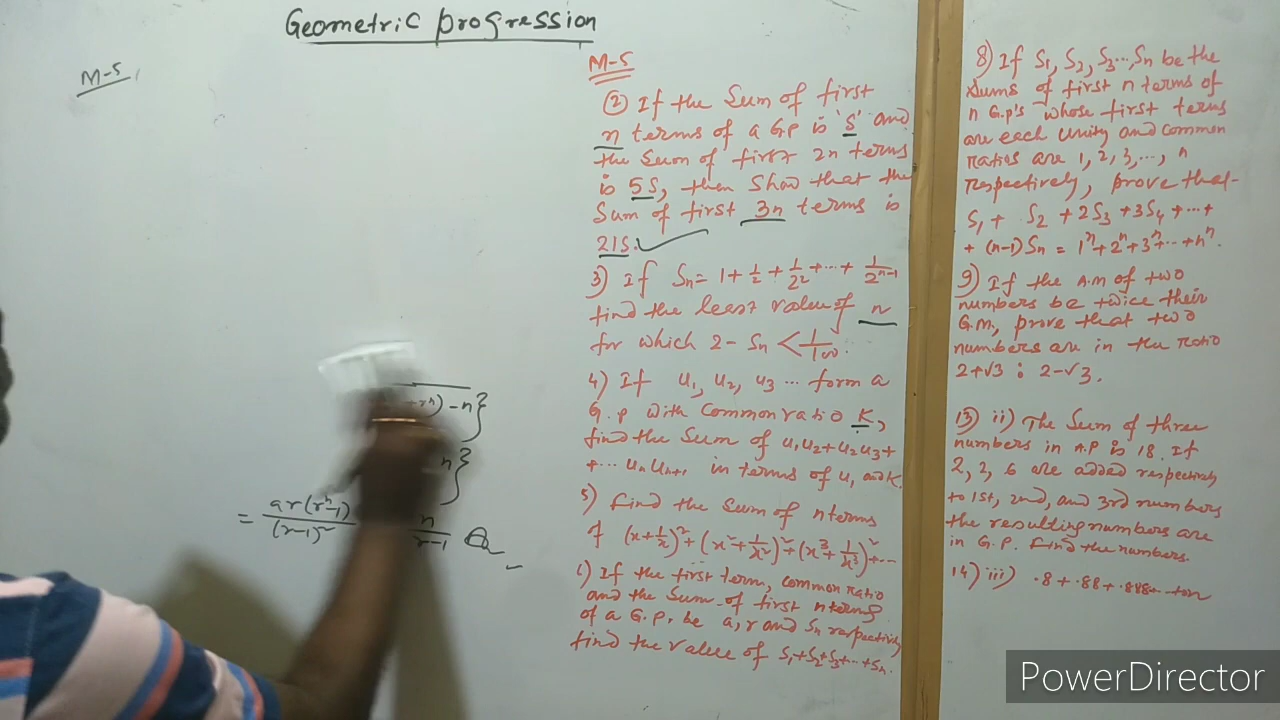 Geometric progression
M-5
+rⁿ) - n}
n}
= ar(rⁿ-1)
(r-1)²
n
r-1
M-5
② If the Sum of first
n terms of a G.P is 'S' and
the Sum of first 2n terms
is 5S, then Show that the
Sum of first 3n terms is
21S.
3) If Sn = 1 + 1/2 + 1/2² + ... + 1/2ⁿ⁻¹
find the least value of n
for which 2 - Sn < 1/100.
4) If u₁, u₂, u₃ ... form a
G.p with Common ratio K,
find the Sum of u₁u₂+u₂u₃+
+... uₙuₙ₊₁ in terms of u₁ and K.
5) Find the Sum of n terms
of (x+1/x)² + (x²+1/x²)² + (x³+1/x³)² + ...
6) If the first term, common ratio
and the Sum of first n terms
of a G.P. be a, r and Sn respectively
find the value of S₁+S₂+S₃+...+Sn.
8) If S₁, S₂, S₃...Sn be the
Sums of first n terms of
n G.p's whose first terms
are each Unity and Common
ratios are 1, 2, 3, ..., n
respectively, prove that
S₁ + S₂ + 2S₃ + 3S₄ + ... +
+ (n-1) Sn = 1ⁿ + 2ⁿ + 3ⁿ + ... + nⁿ.
9) If the A.M of two
numbers be twice their
G.M, prove that two
numbers are in the ratio
2+√3 : 2-√3.
13) ii) The Sum of three
numbers in A.P is 18. If
2, 2, 6 are added respectively
to 1st, 2nd, and 3rd numbers
the resulting numbers are
in G.P. Find the numbers.
14) iii) .8 + .88 + .888... to n
PowerDirector